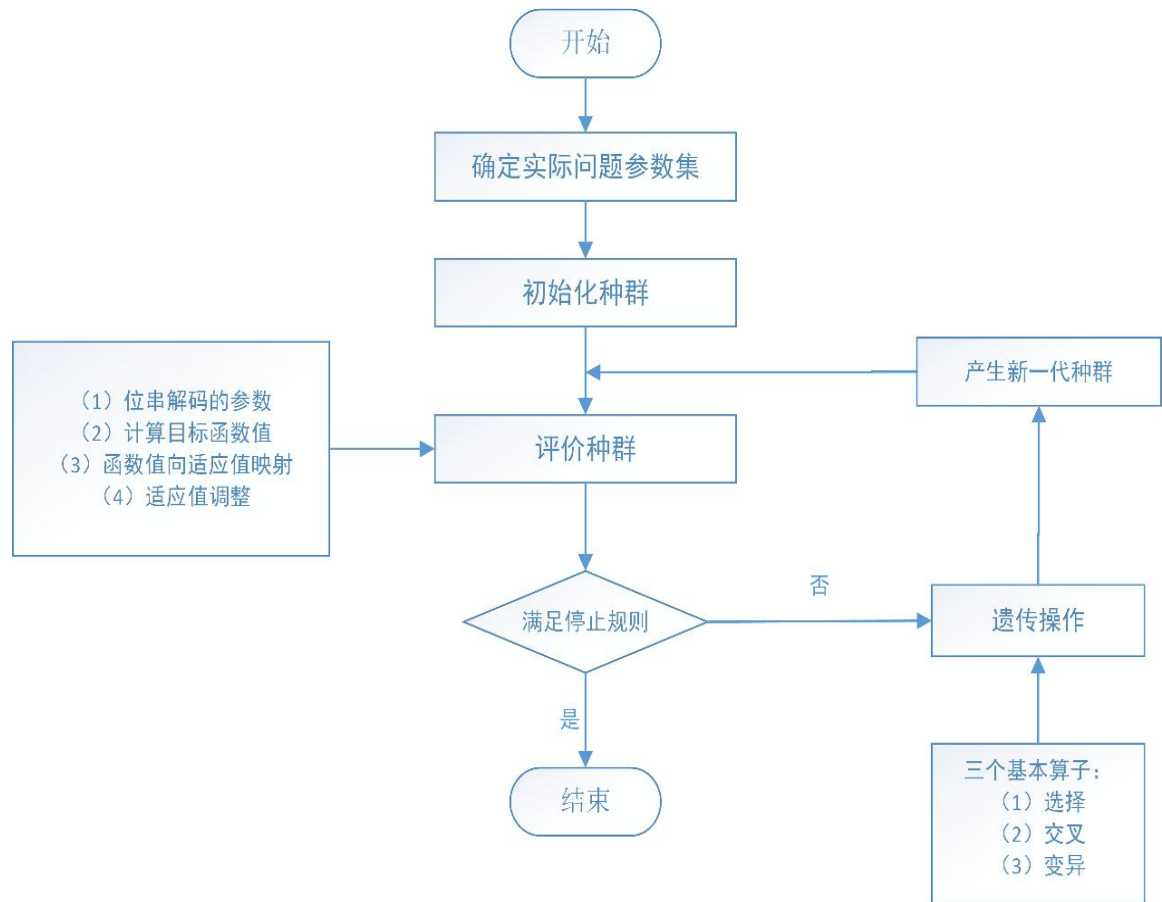 开始
确定实际问题参数集
初始化种群
产生新一代种群
（1）位串解码的参数
（2）计算目标函数值
（3）函数值向适应值映射
（4）适应值调整
评价种群
否
满足停止规则
遗传操作
是
结束
三个基本算子：
（1）选择
（2）交叉
（3）变异